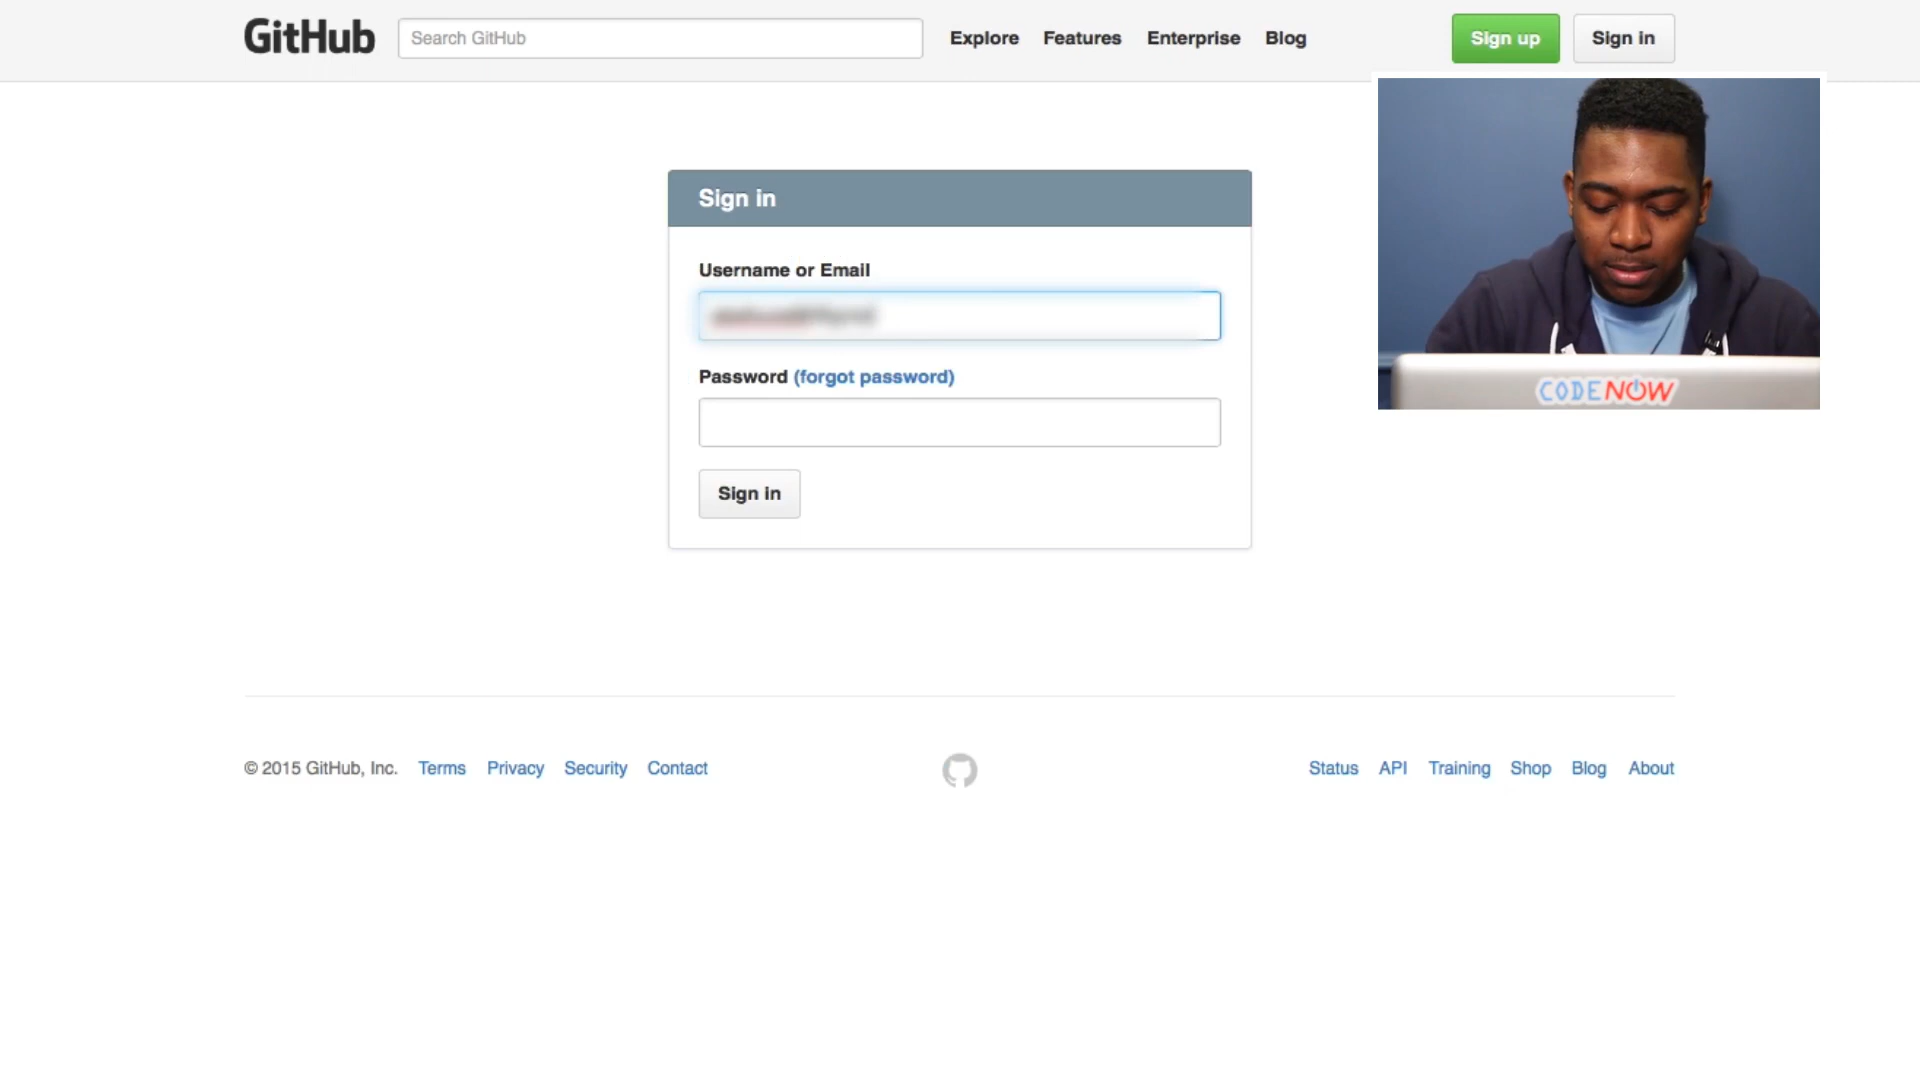 GitHub
Search GitHub
Explore Features Enterprise Blog
Sign up
Sign in
Sign in
Username or Email
Password (forgot password)
Sign in
CODENOW
© 2015 GitHub, Inc. Terms Privacy Security Contact
Status API Training Shop Blog About